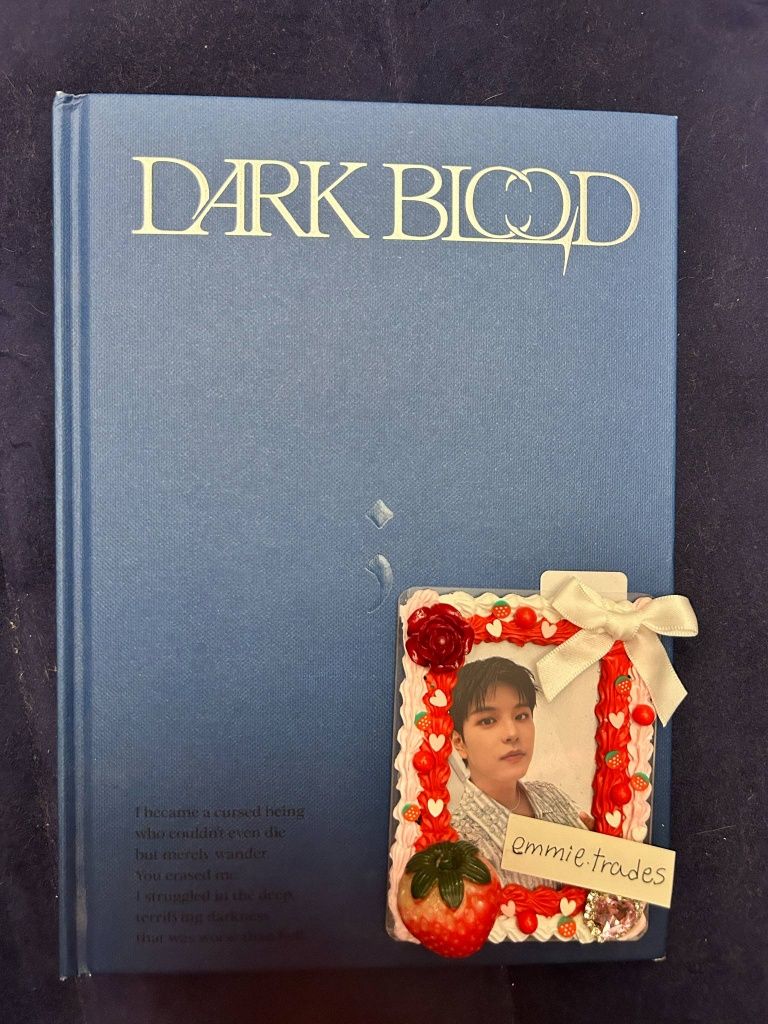 DARK BLOOD
I became a cursed being
who couldn't even die
but merely wander.
You erased me.
I struggled in the deep,
terrifying darkness
that was worse than
emmie.trades